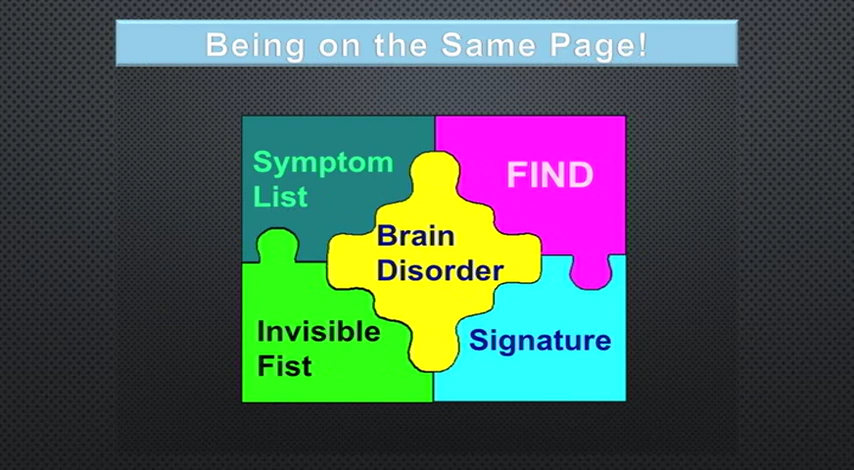 Being on the Same Page!
Symptom
List
FIND
Brain
Disorder
Invisible
Fist
Signature